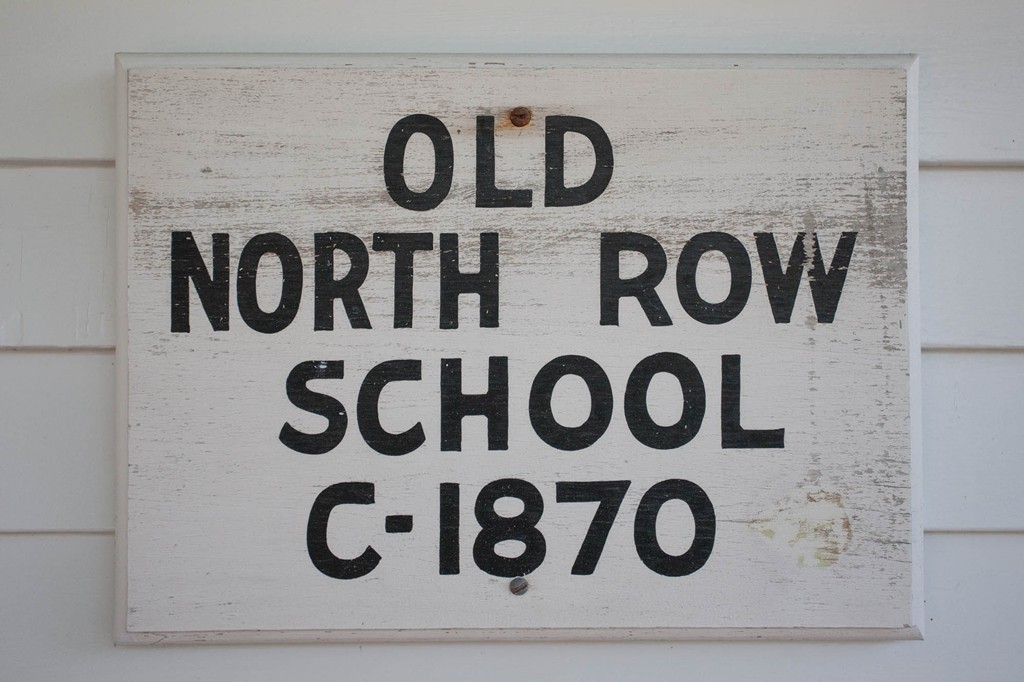 OLD
NORTH ROW
SCHOOL
C-1870